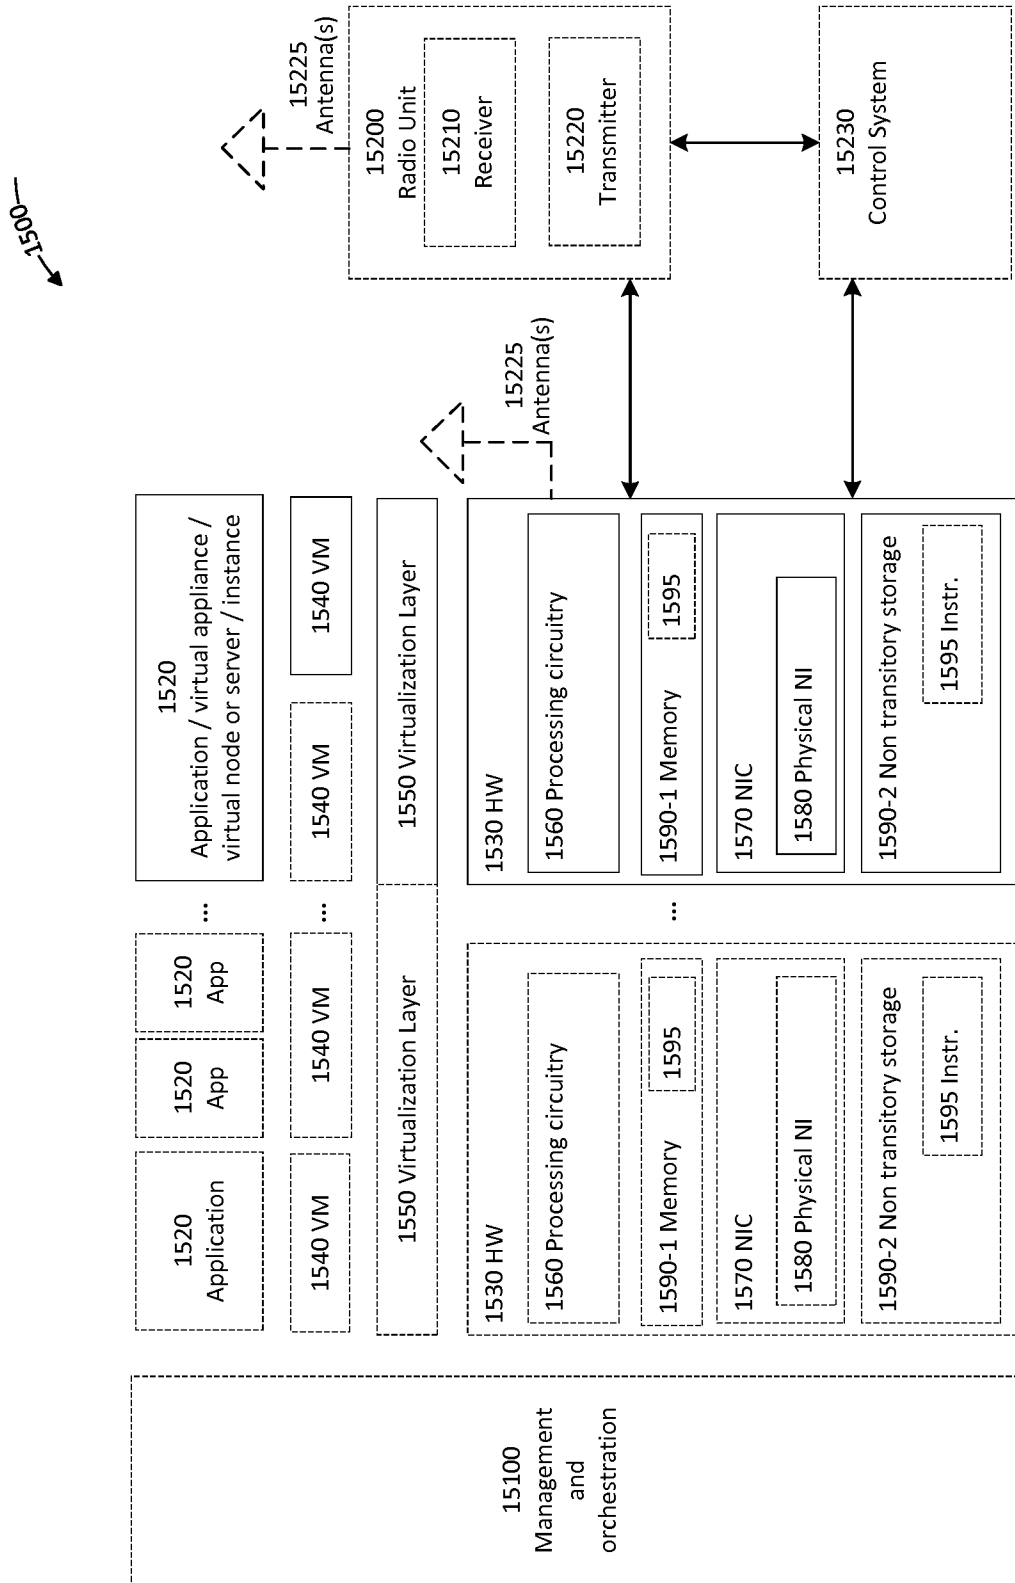 1500
15100
Management
and
orchestration
1520
Application
1520
App
1520
App
...
1520
Application / virtual appliance /
virtual node or server / instance
1540 VM
1540 VM
...
1540 VM
1540 VM
1550 Virtualization Layer
1550 Virtualization Layer
1530 HW
1560 Processing circuitry
1590-1 Memory
1595
1570 NIC
1580 Physical NI
1590-2 Non transitory storage
1595 Instr.
...
1530 HW
1560 Processing circuitry
1590-1 Memory
1595
1570 NIC
1580 Physical NI
1590-2 Non transitory storage
1595 Instr.
15225
Antenna(s)
15225
Antenna(s)
15200
Radio Unit
15210
Receiver
15220
Transmitter
15230
Control System